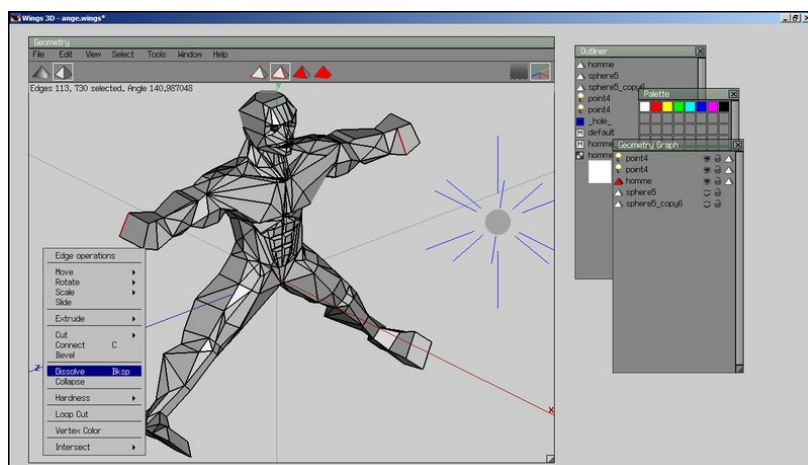 Wings 3D - ange.wings*
Geometry
File Edit View Select Tools Window Help
Edges 113, 730 selected. Angle 140.987048
Y
X
Z
Edge operations
Move
Rotate
Scale
Slide
Extrude
Cut
Connect C
Bevel
Dissolve Bksp
Collapse
Hardness
Loop Cut
Vertex Color
Intersect
Outliner
homme
sphere5
sphere5_copy6
point4
point4
_hole_
default
homme
homme
Palette
Geometry Graph
point4
point4
homme
sphere5
sphere5_copy6